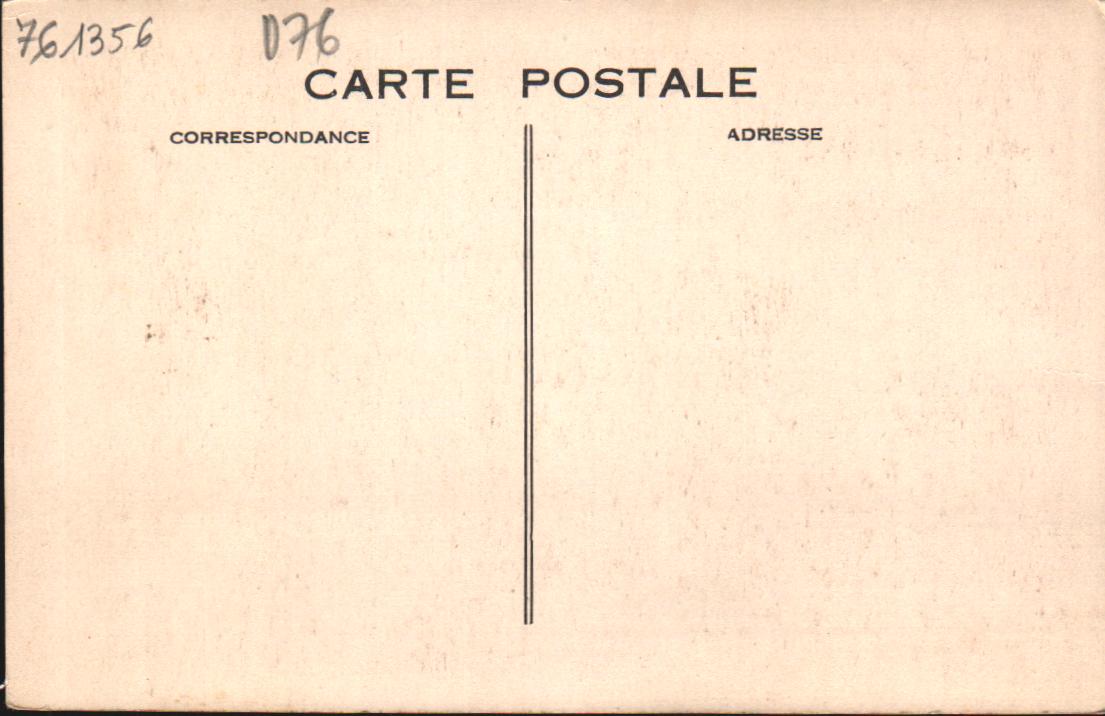 761356 D76
CARTE POSTALE
CORRESPONDANCE ADRESSE